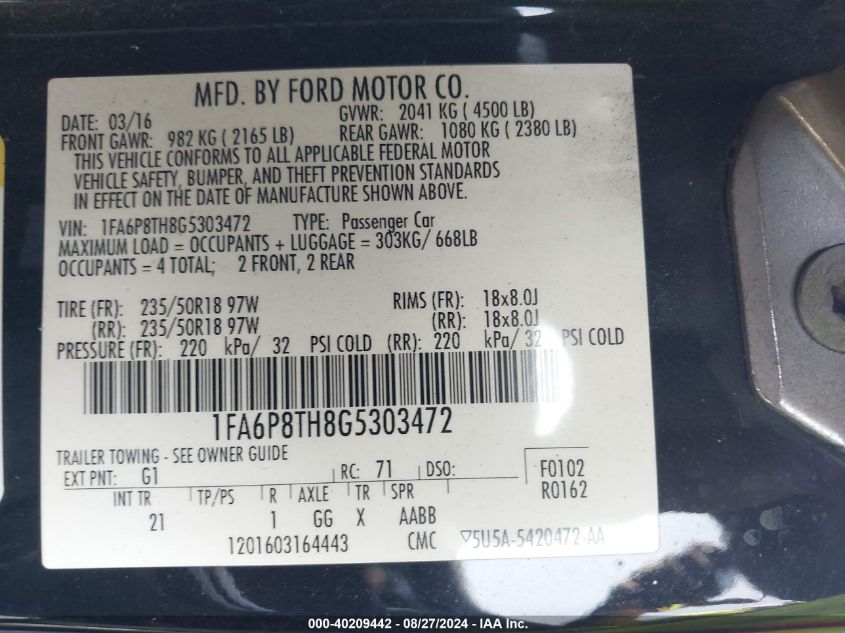 MFD. BY FORD MOTOR CO.
DATE: 03/16 GVWR: 2041 KG ( 4500 LB)
FRONT GAWR: 982 KG ( 2165 LB) REAR GAWR: 1080 KG ( 2380 LB)
THIS VEHICLE CONFORMS TO ALL APPLICABLE FEDERAL MOTOR
VEHICLE SAFETY, BUMPER, AND THEFT PREVENTION STANDARDS
IN EFFECT ON THE DATE OF MANUFACTURE SHOWN ABOVE.
VIN: 1FA6P8TH8G5303472 TYPE: Passenger Car
MAXIMUM LOAD = OCCUPANTS + LUGGAGE = 303KG/ 668LB
OCCUPANTS = 4 TOTAL; 2 FRONT, 2 REAR
TIRE (FR): 235/50R18 97W RIMS (FR): 18x8.0J
(RR): 235/50R18 97W (RR): 18x8.0J
PRESSURE (FR): 220 kPa/ 32 PSI COLD (RR): 220 kPa/ 32 PSI COLD
1FA6P8TH8G5303472
TRAILER TOWING - SEE OWNER GUIDE
EXT PNT: G1 RC: 71 DSO: F0102
R0162
INT TR TP/PS R AXLE TR SPR
21 1 GG X AABB
1201603164443 CMC ▽5U5A-5420472-AA
000-40209442 - 08/27/2024 - IAA Inc.